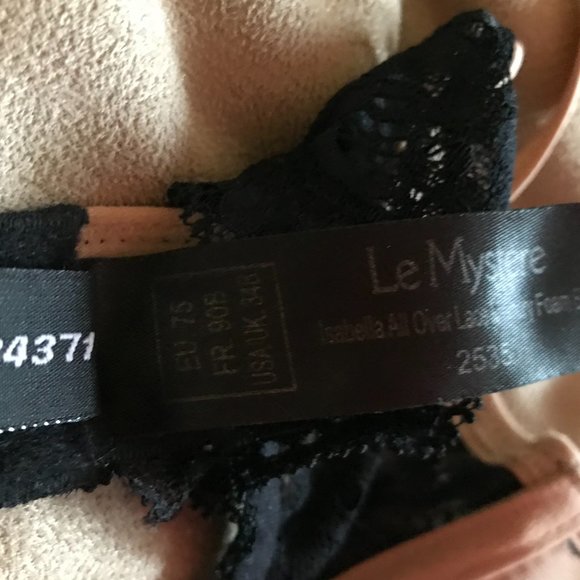 24371
EU 75
FR 90B
USA UK 34B
Le Mystere
Isabella All Over Lace Foam
2535